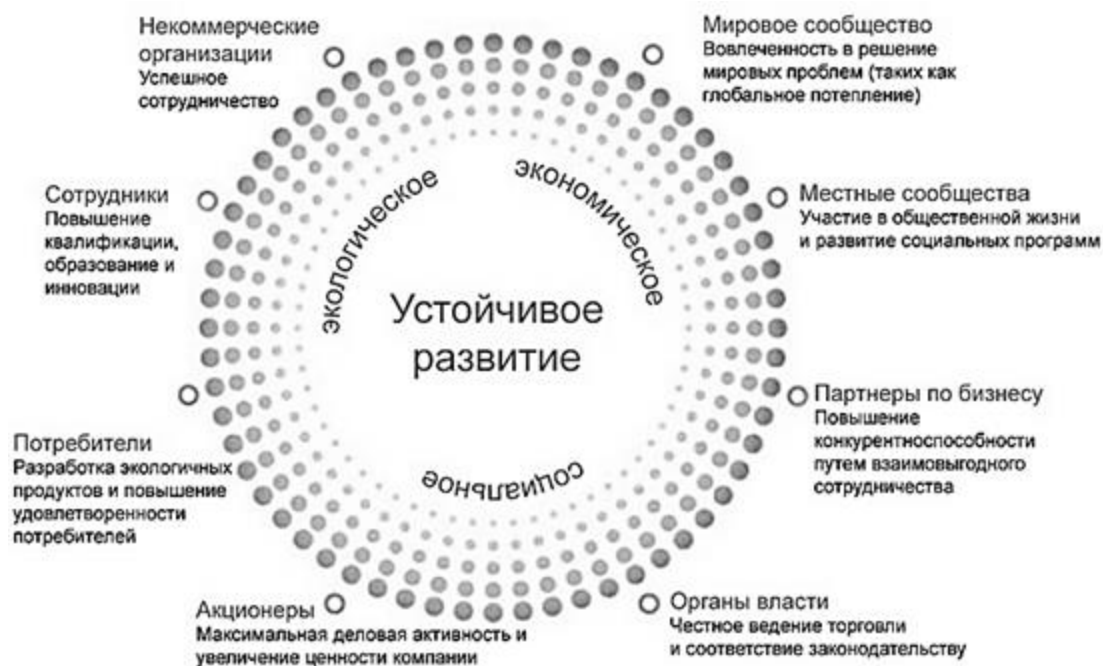 Некоммерческие
организации
Успешное
сотрудничество
Мировое сообщество
Вовлеченность в решение
мировых проблем (таких как
глобальное потепление)
Сотрудники
Повышение
квалификации,
образование и
инновации
экологическое
экономическое
Местные сообщества
Участие в общественной жизни
и развитие социальных программ
Устойчивое
развитие
социальное
Потребители
Разработка экологичных
продуктов и повышение
удовлетворенности
потребителей
Партнеры по бизнесу
Повышение
конкурентноспособности
путем взаимовыгодного
сотрудничества
Акционеры
Максимальная деловая активность и
увеличение ценности компании
Органы власти
Честное ведение торговли
и соответствие законодательству